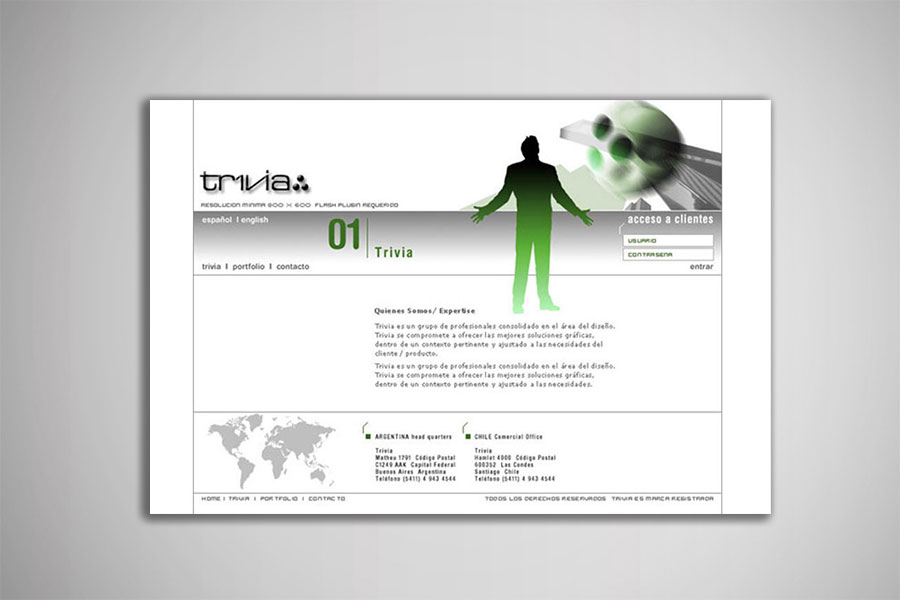 trivia
RESOLUCION MINIMA 800 X 600 FLASH PLUGIN REQUERIDO
español I english
01 Trivia
trivia I portfolio I contacto
acceso a clientes
USUARIO
CONTRASENA
entrar
Quienes Somos/ Expertise
Trivia es un grupo de profesionales consolidado en el área del diseño.
Trivia se compromete a ofrecer las mejores soluciones gráficas,
dentro de un contexto pertinente y ajustado a las necesidades del
cliente / producto.
Trivia es un grupo de profesionales consolidado en el área del diseño.
Trivia se compromete a ofrecer las mejores soluciones gráficas,
dentro de un contexto pertinente y ajustado a las necesidades.
ARGENTINA head quarters
Trivia
Matheu 1791 Código Postal
C1249 AAK Capital Federal
Buenos Aires Argentina
Teléfono (5411) 4 943 4544
CHILE Comercial Office
Trivia
Hamlet 4000 Código Postal
600352 Las Condes
Santiago Chile
Teléfono (5411) 4 943 4544
HOME I TRIVIA I PORTFOLIO I CONTACTO
TODOS LOS DERECHOS RESERVADOS TRIVIA ES MARCA REGISTRADA